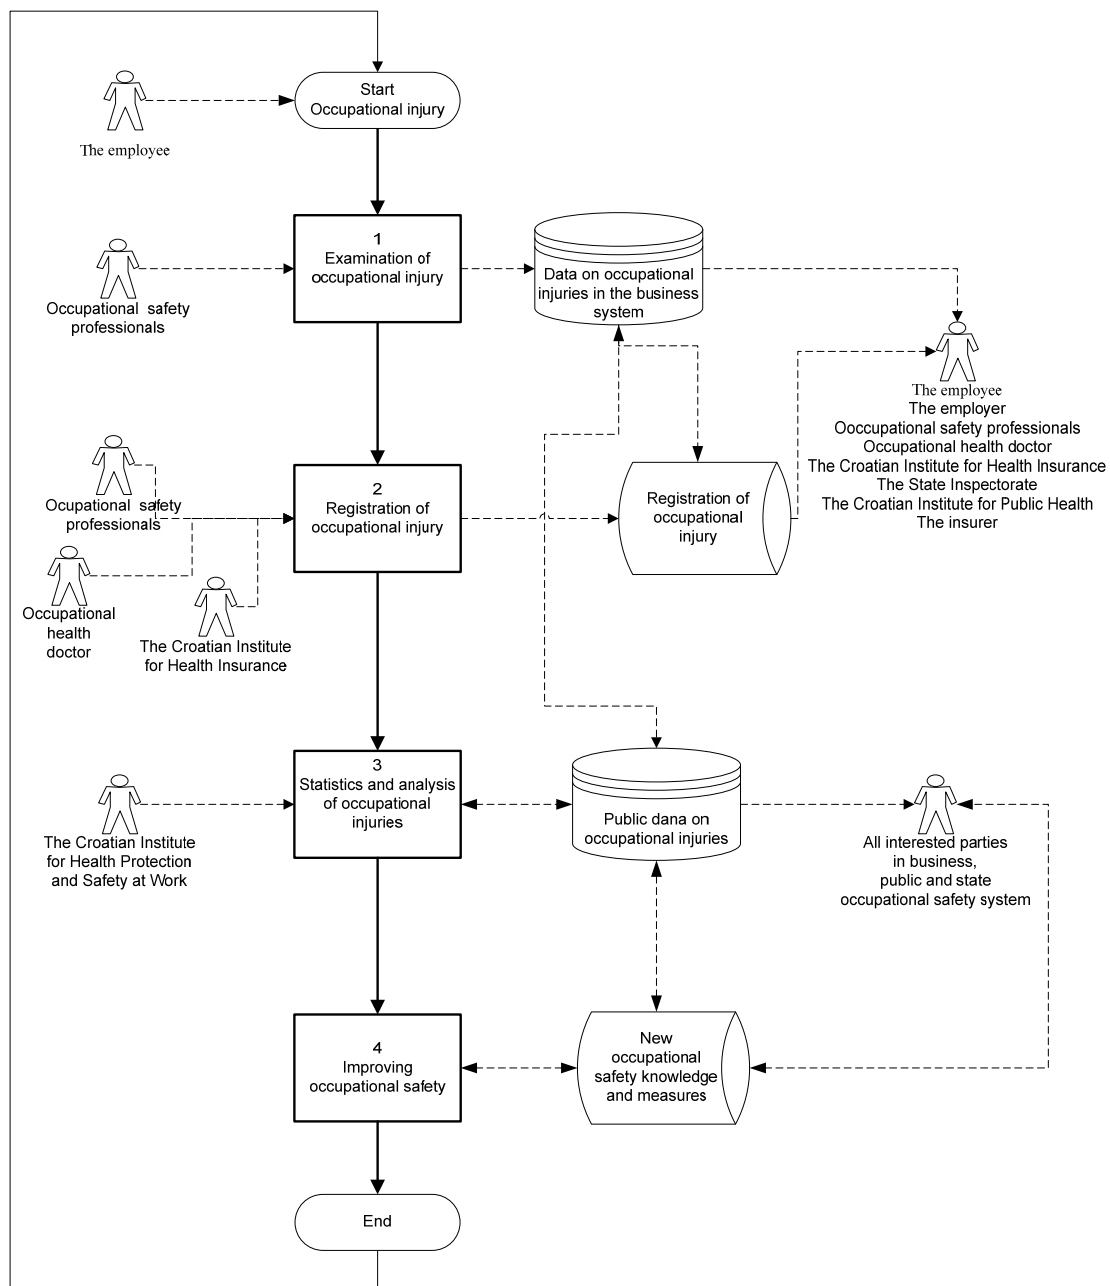 Start
Occupational injury
The employee
1
Examination of
occupational injury
Occupational safety
professionals
Data on occupational
injuries in the business
system
The employee
The employer
Ooccupational safety professionals
Occupational health doctor
The Croatian Institute for Health Insurance
The State Inspectorate
The Croatian Institute for Public Health
The insurer
2
Registration of
occupational injury
Ocupational safety
professionals
Registration of
occupational
injury
Occupational
health
doctor
The Croatian Institute
for Health Insurance
3
Statistics and analysis
of occupational
injuries
The Croatian Institute
for Health Protection
and Safety at Work
Public dana on
occupational injuries
All interested parties
in business,
public and state
occupational safety system
4
Improving
occupational safety
New
occupational
safety knowledge
and measures
End